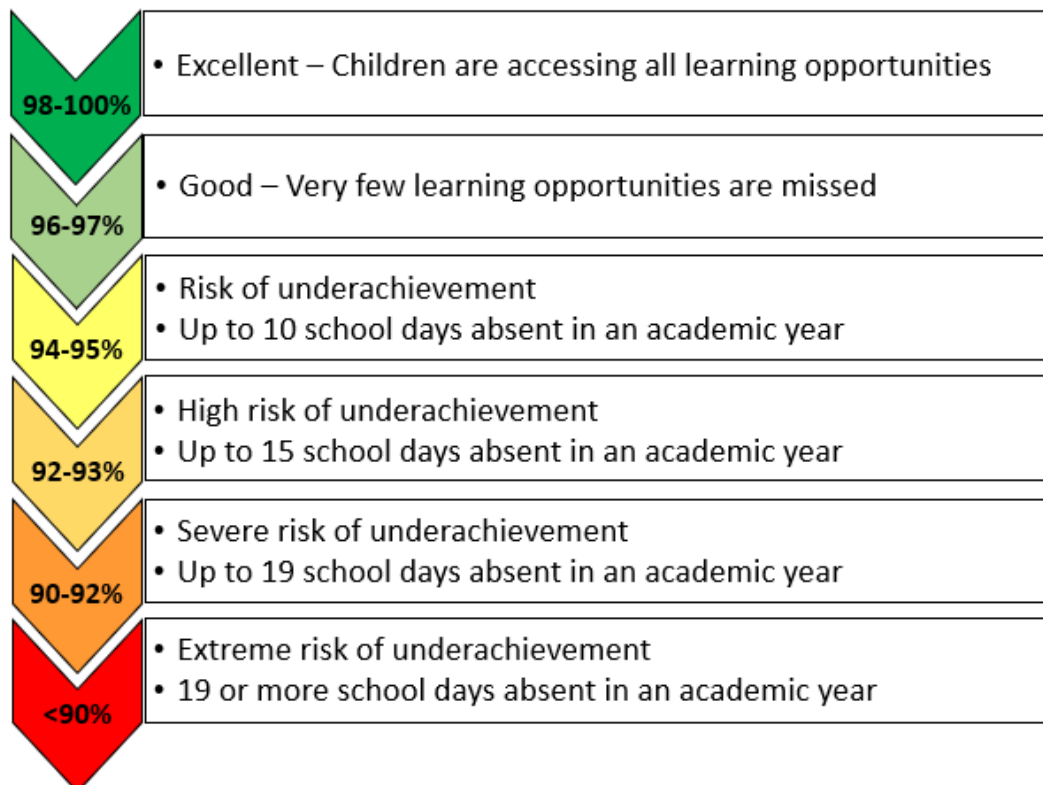 98-100%
• Excellent – Children are accessing all learning opportunities
96-97%
• Good – Very few learning opportunities are missed
94-95%
• Risk of underachievement
• Up to 10 school days absent in an academic year
92-93%
• High risk of underachievement
• Up to 15 school days absent in an academic year
90-92%
• Severe risk of underachievement
• Up to 19 school days absent in an academic year
<90%
• Extreme risk of underachievement
• 19 or more school days absent in an academic year